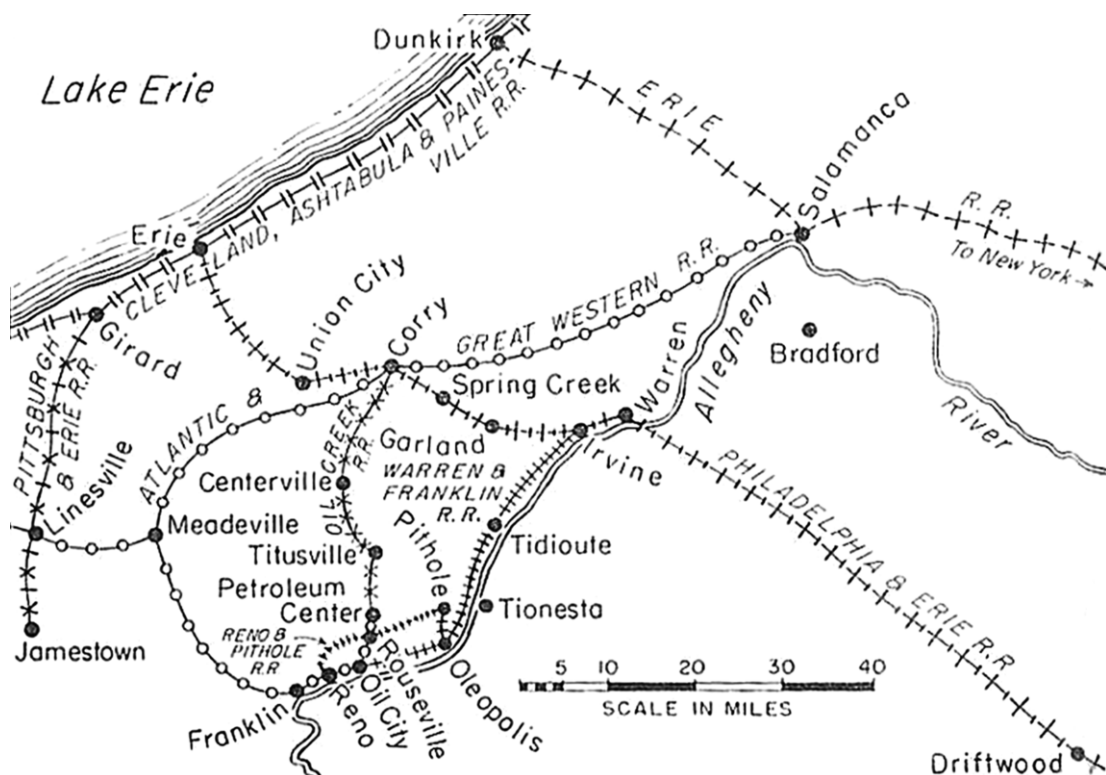 Dunkirk
Lake Erie
CLEVELAND, ASHTABULA & PAINES-
VILLE R.R.
ERIE
R.R.
To New York →
Salamanca
Erie
Girard
Union City
Corry
GREAT WESTERN R.R.
ATLANTIC &
PITTSBURGH
& ERIE R.R.
Linesville
Spring Creek
Warren
Allegheny
River
Bradford
Garland
Irvine
OIL CREEK
R.R.
WARREN &
FRANKLIN
R.R.
Centerville
Meadeville
Titusville
Pithole
Tidioute
PHILADELPHIA & ERIE R.R
Petroleum
Center
Tionesta
Jamestown
RENO &
PITHOLE
R.R
Franklin
Reno
Oil City
Rouseville
Oleopolis
5 10 20 30 40
SCALE IN MILES
Driftwood